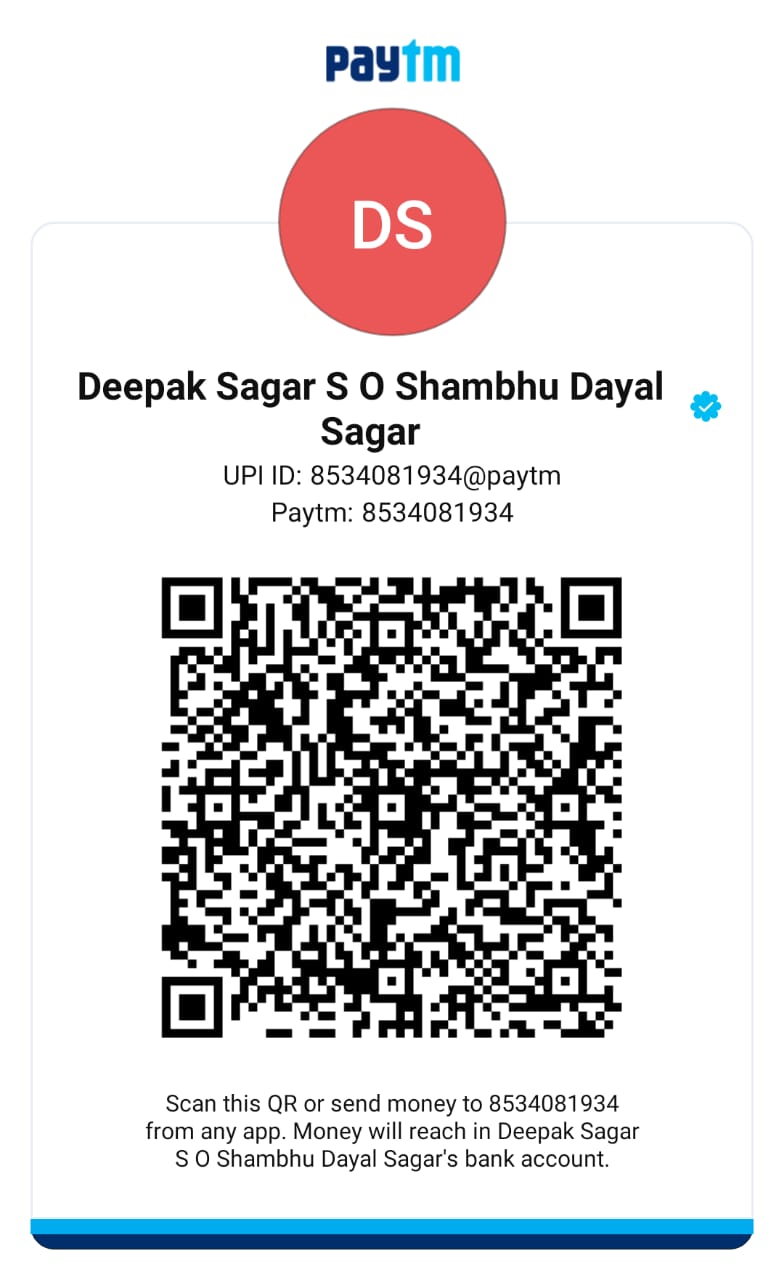 paytm
DS
Deepak Sagar S O Shambhu Dayal
Sagar
UPI ID: 8534081934@paytm
Paytm: 8534081934
Scan this QR or send money to 8534081934
from any app. Money will reach in Deepak Sagar
S O Shambhu Dayal Sagar's bank account.